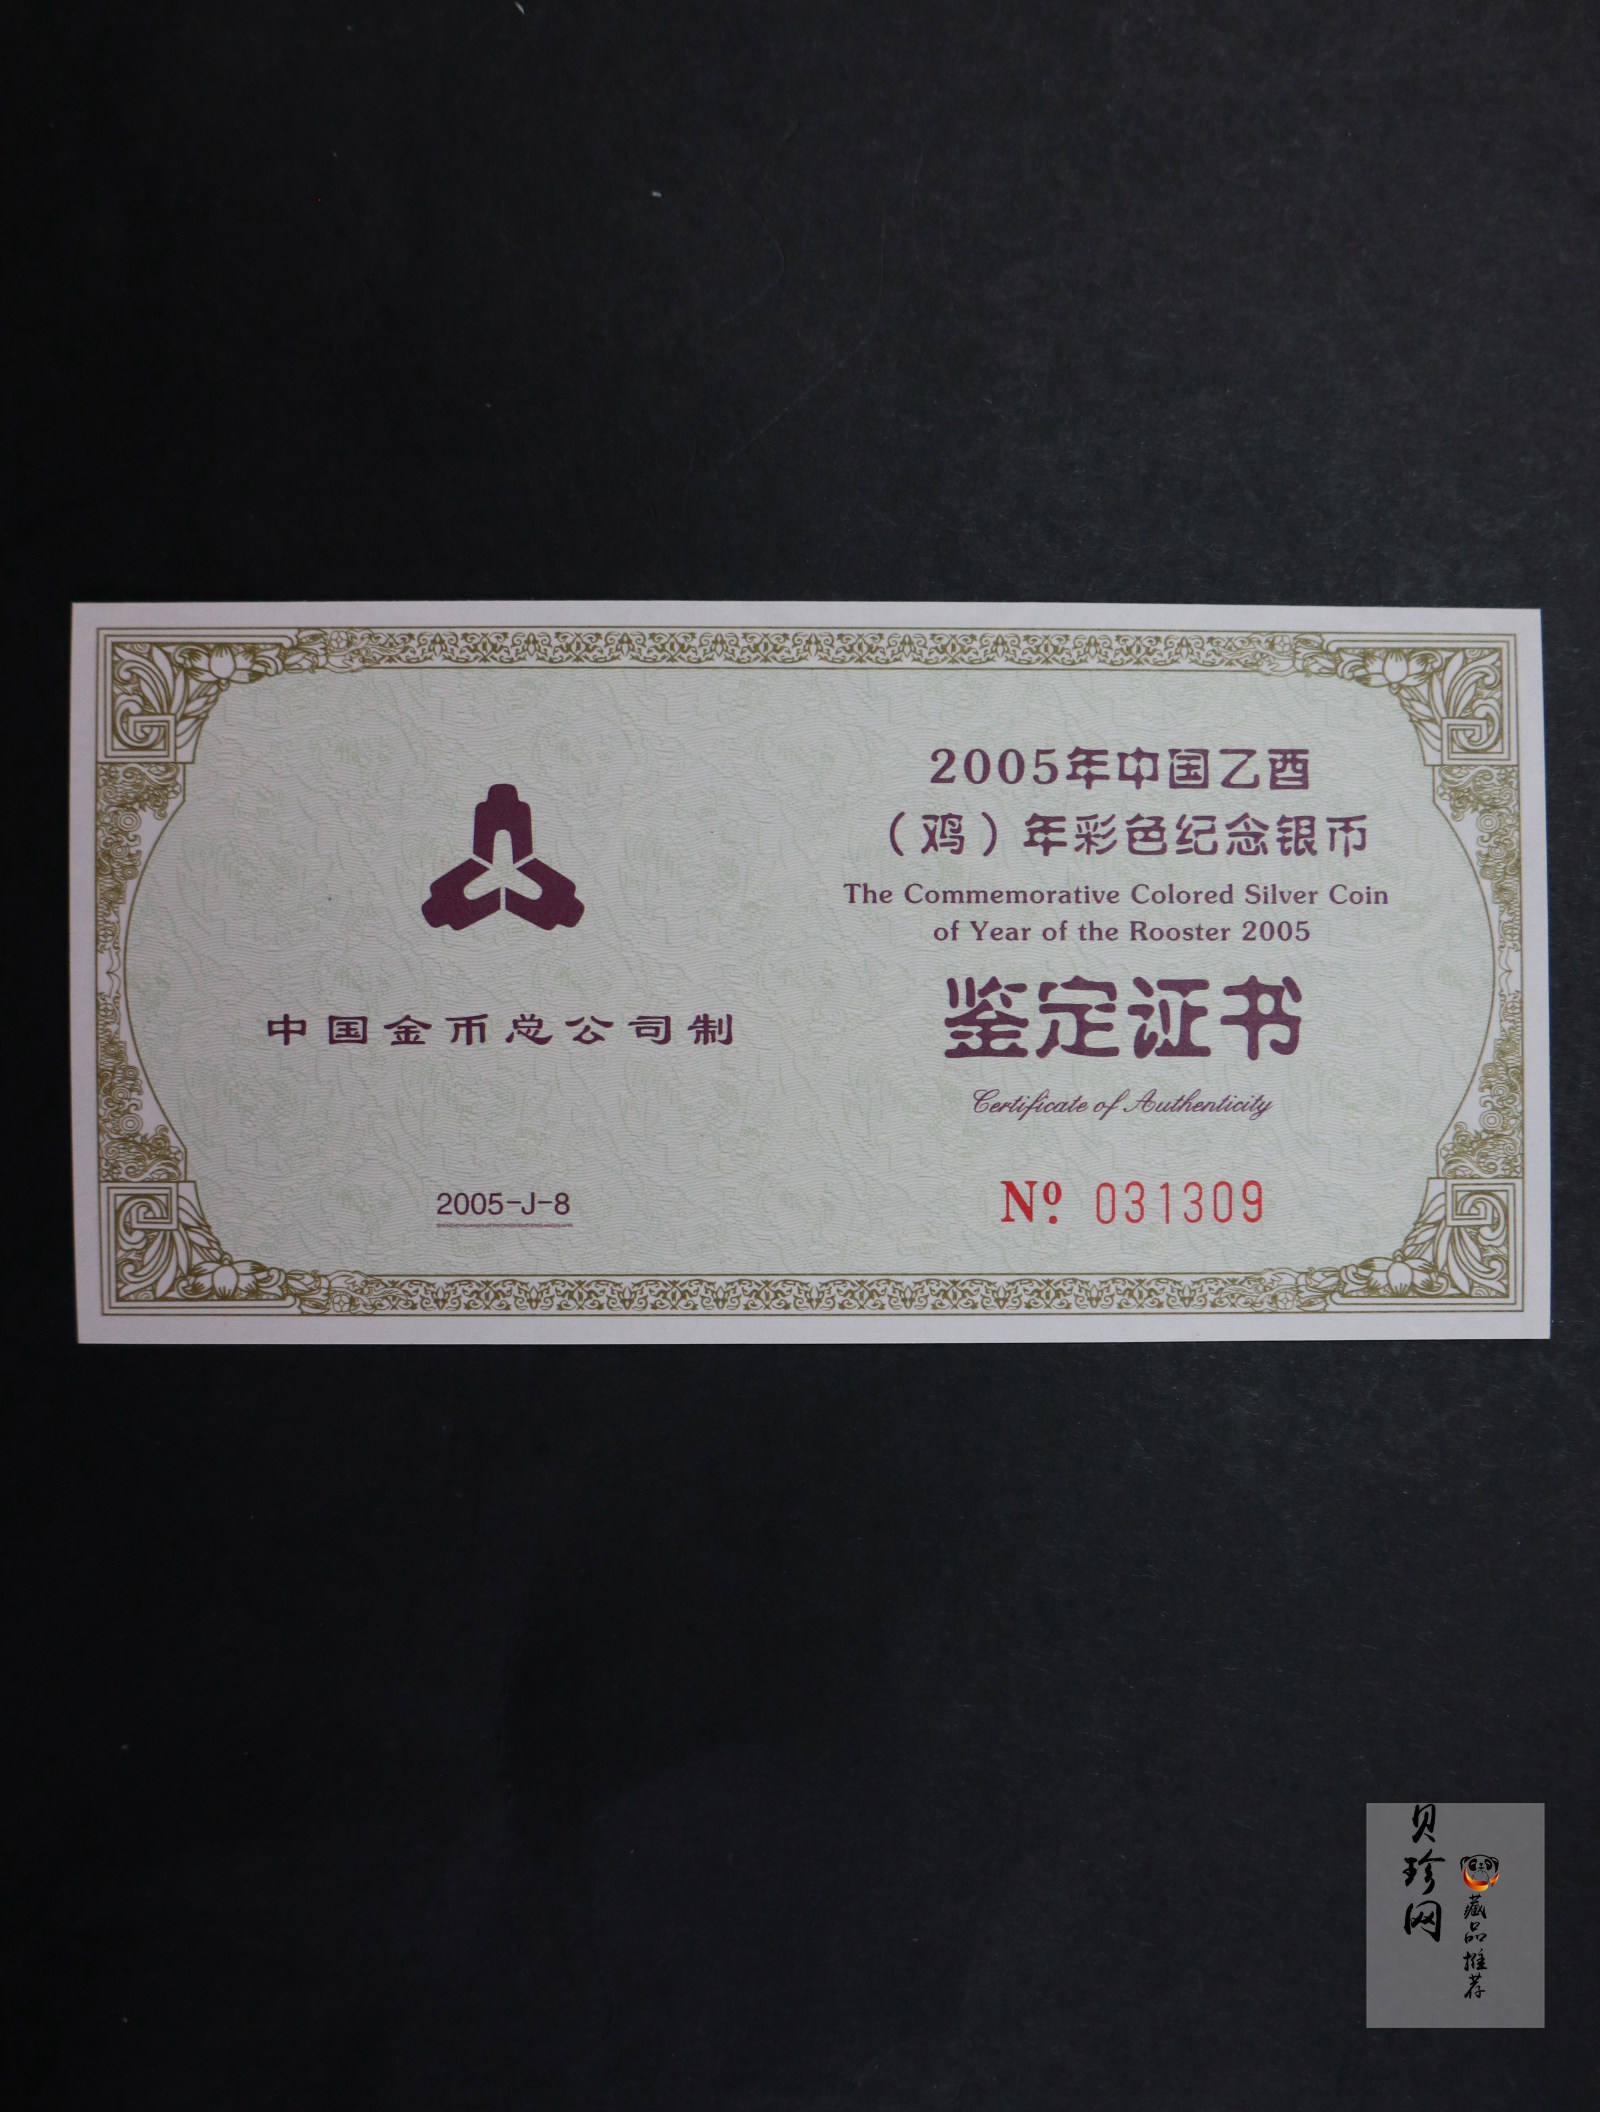 中国金币总公司制
2005-J-8
2005年中国乙酉
（鸡）年彩色纪念银币
The Commemorative Colored Silver Coin
of Year of the Rooster 2005
鉴定证书
Certificate of Authenticity
Nº. 031309
贝珍网
藏品推荐